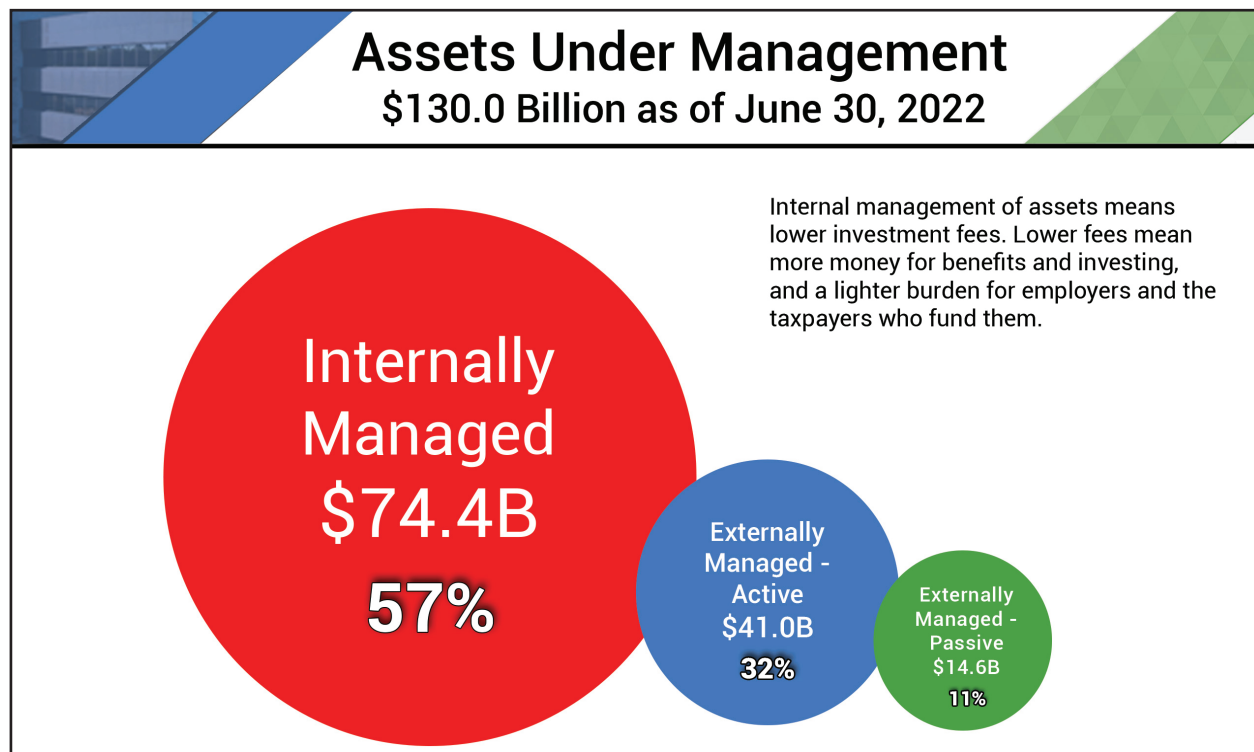 Assets Under Management
$130.0 Billion as of June 30, 2022
Internal management of assets means
lower investment fees. Lower fees mean
more money for benefits and investing,
and a lighter burden for employers and the
taxpayers who fund them.
Internally
Managed
$74.4B
57%
Externally
Managed -
Active
$41.0B
32%
Externally
Managed -
Passive
$14.6B
11%